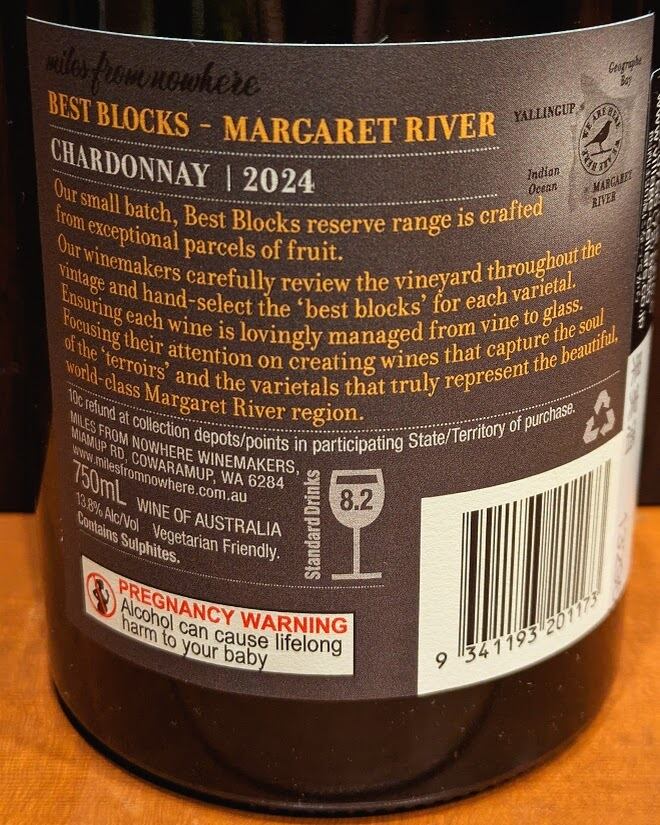 miles from nowhere
BEST BLOCKS - MARGARET RIVER
CHARDONNAY | 2024
Geographe
Bay
YALLINGUP
WE ARE HERE WE ARE HERE
Indian
Ocean
MARGARET
RIVER
Our small batch, Best Blocks reserve range is crafted
from exceptional parcels of fruit.
Our winemakers carefully review the vineyard throughout the
vintage and hand-select the ‘best blocks’ for each varietal.
Ensuring each wine is lovingly managed from vine to glass.
Focusing their attention on creating wines that capture the soul
of the ‘terroirs’ and the varietals that truly represent the beautiful,
world-class Margaret River region.
10c refund at collection depots/points in participating State/Territory of purchase.
MILES FROM NOWHERE WINEMAKERS,
MIAMUP RD, COWARAMUP, WA 6284
www.milesfromnowhere.com.au
750mL WINE OF AUSTRALIA
13.8% Alc/Vol Vegetarian Friendly.
Contains Sulphites.
Standard Drinks
8.2
PREGNANCY WARNING
Alcohol can cause lifelong
harm to your baby
9 341193 201173